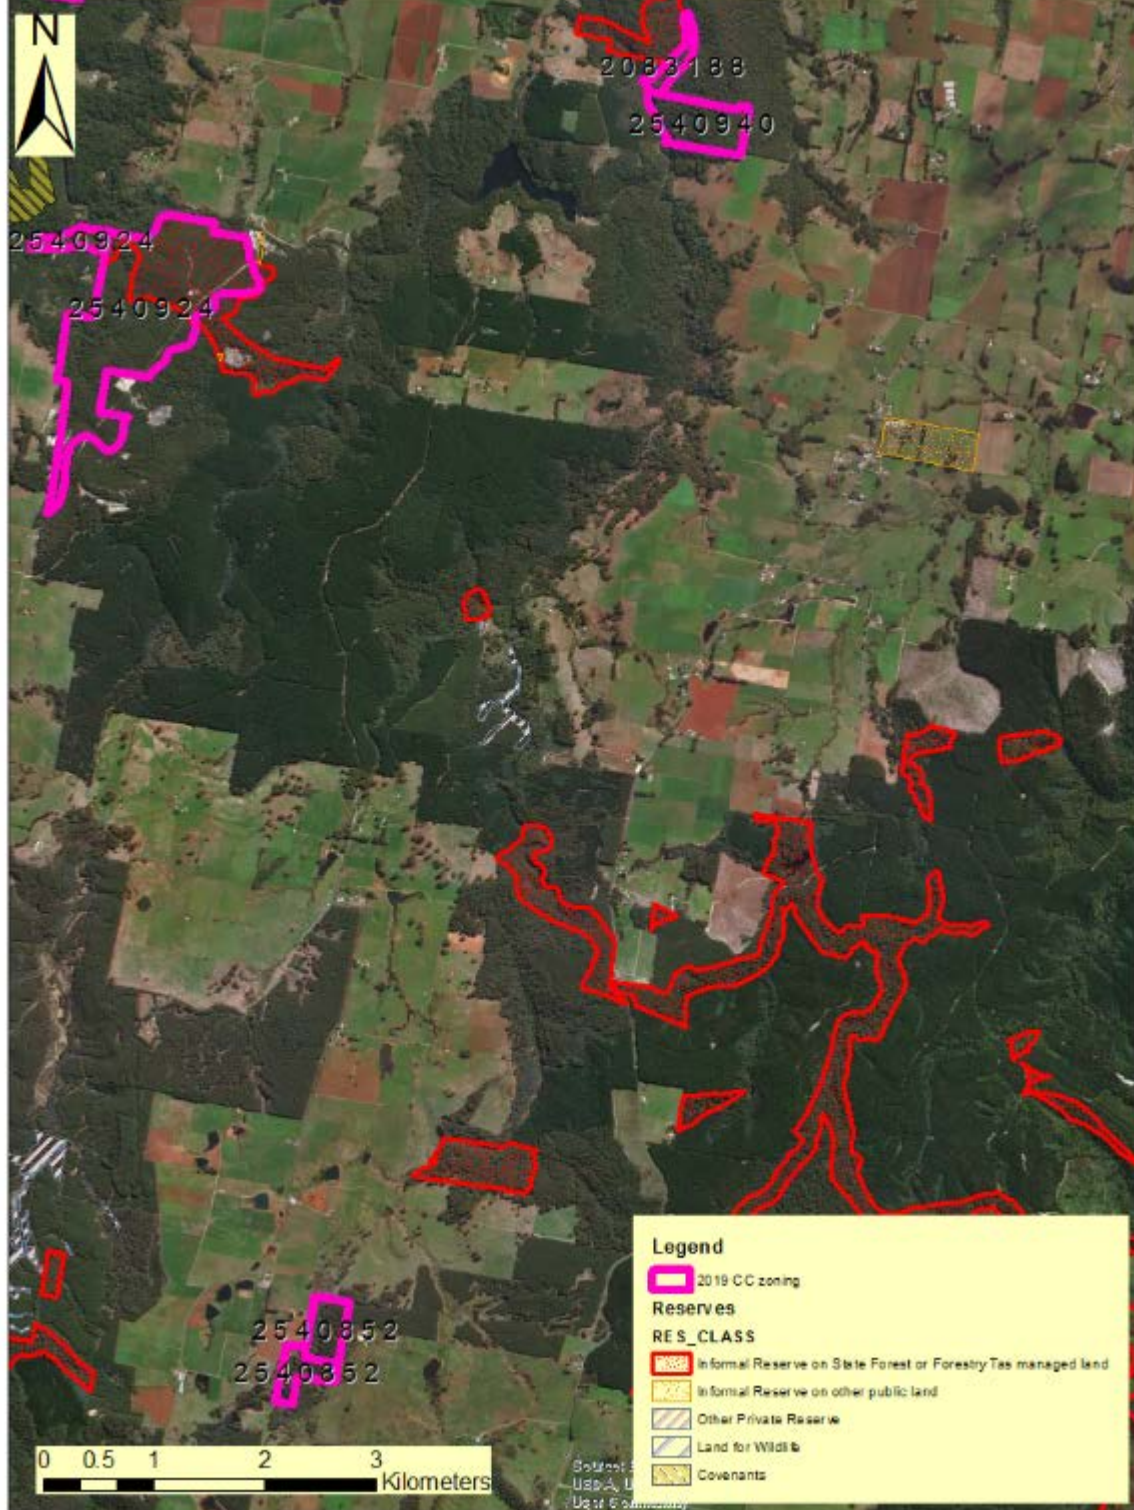 N
2083188
2540940
2540924
2540924
2540852
2540852
Legend
2019 CC zoning
Reserves
RES_CLASS
Informal Reserve on State Forest or Forestry Tas managed land
Informal Reserve on other public land
Other Private Reserve
Land for Wildlife
Covenants
0 0.5 1 2 3
Kilometers